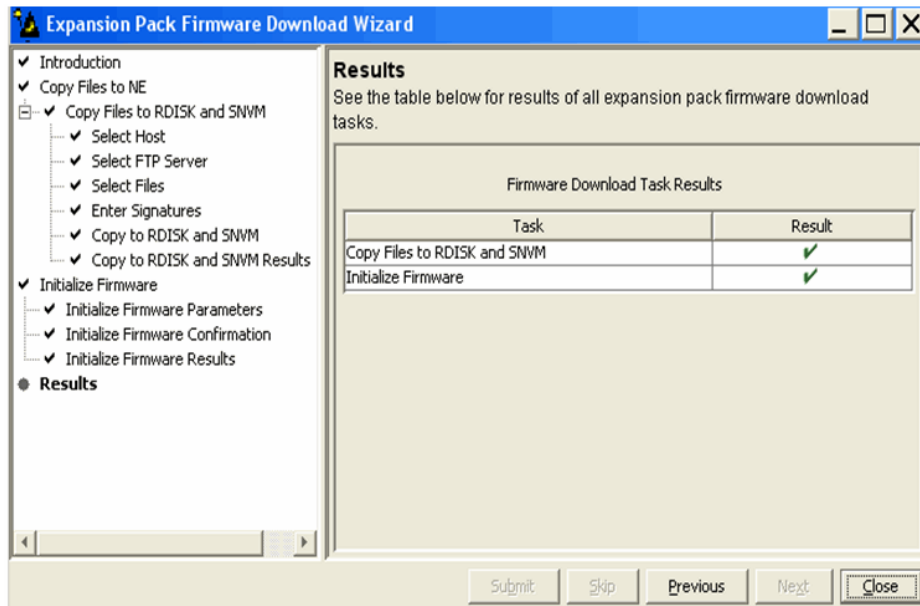 Expansion Pack Firmware Download Wizard
Introduction
Copy Files to NE
Copy Files to RDISK and SNVM
Select Host
Select FTP Server
Select Files
Enter Signatures
Copy to RDISK and SNVM
Copy to RDISK and SNVM Results
Initialize Firmware
Initialize Firmware Parameters
Initialize Firmware Confirmation
Initialize Firmware Results
Results
Results
See the table below for results of all expansion pack firmware download
tasks.
Firmware Download Task Results
Task Result
Copy Files to RDISK and SNVM
Initialize Firmware
Submit Skip Previous Next Close